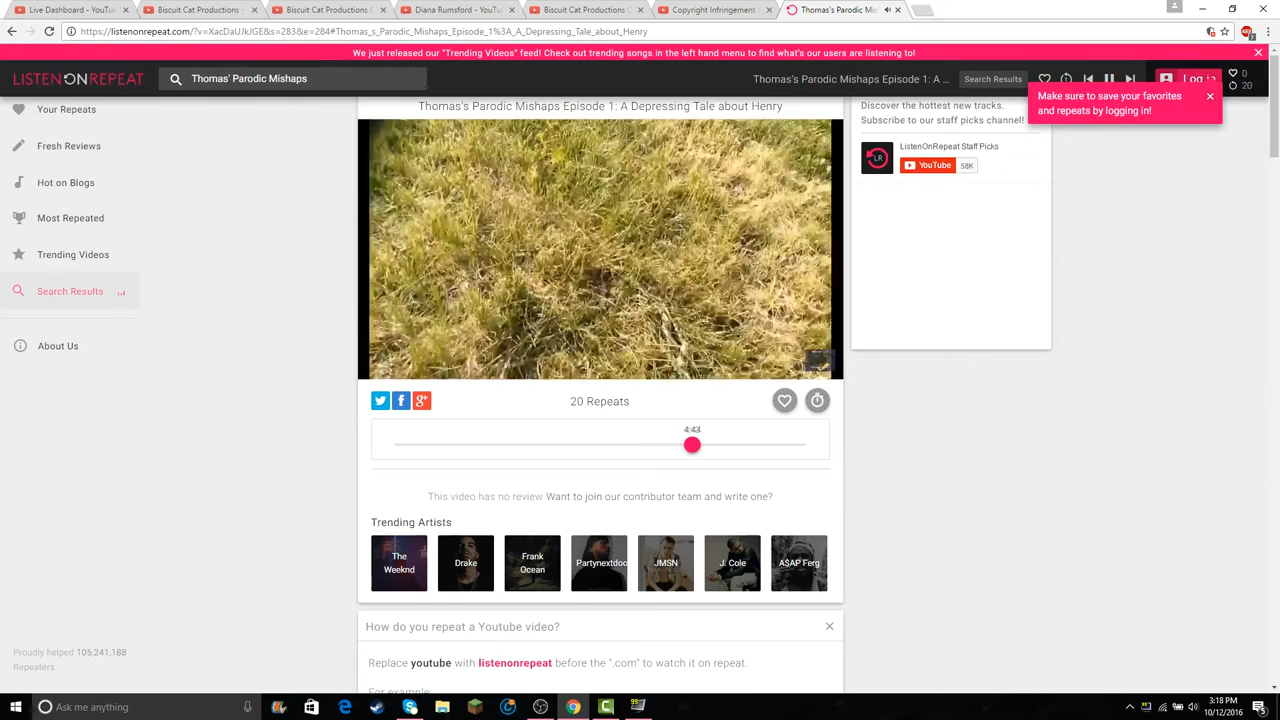 Live Dashboard - YouTu
Biscuit Cat Productions -
Biscuit Cat Productions C
Diana Rumsford - YouTu
Biscuit Cat Productions C
Copyright Infringement
Thomas's Parodic Mi
https://listenonrepeat.com/?v=XacDaUJkJGE&s=283&e=284#Thomas_s_Parodic_Mishaps_Episode_1%3A_A_Depressing_Tale_about_Henry
We just released our "Trending Videos" feed! Check out trending songs in the left hand menu to find what's our users are listening to!
LISTENONREPEAT
Thomas' Parodic Mishaps
Thomas's Parodic Mishaps Episode 1: A ...
Search Results
Log in
0
20
Make sure to save your favorites
and repeats by logging in!
Your Repeats
Fresh Reviews
Hot on Blogs
Most Repeated
Trending Videos
Search Results
About Us
Proudly helped 105,241,188
Repeaters
Thomas's Parodic Mishaps Episode 1: A Depressing Tale about Henry
20 Repeats
4:43
This video has no review Want to join our contributor team and write one?
Trending Artists
The
Weeknd
Drake
Frank
Ocean
Partynextdoo
JMSN
J. Cole
A$AP Ferg
How do you repeat a Youtube video?
Replace youtube with listenonrepeat before the ".com" to watch it on repeat.
For example:
Discover the hottest new tracks.
Subscribe to our staff picks channel!
LR
ListenOnRepeat Staff Picks
YouTube
58K
Ask me anything
3:18 PM
10/12/2016